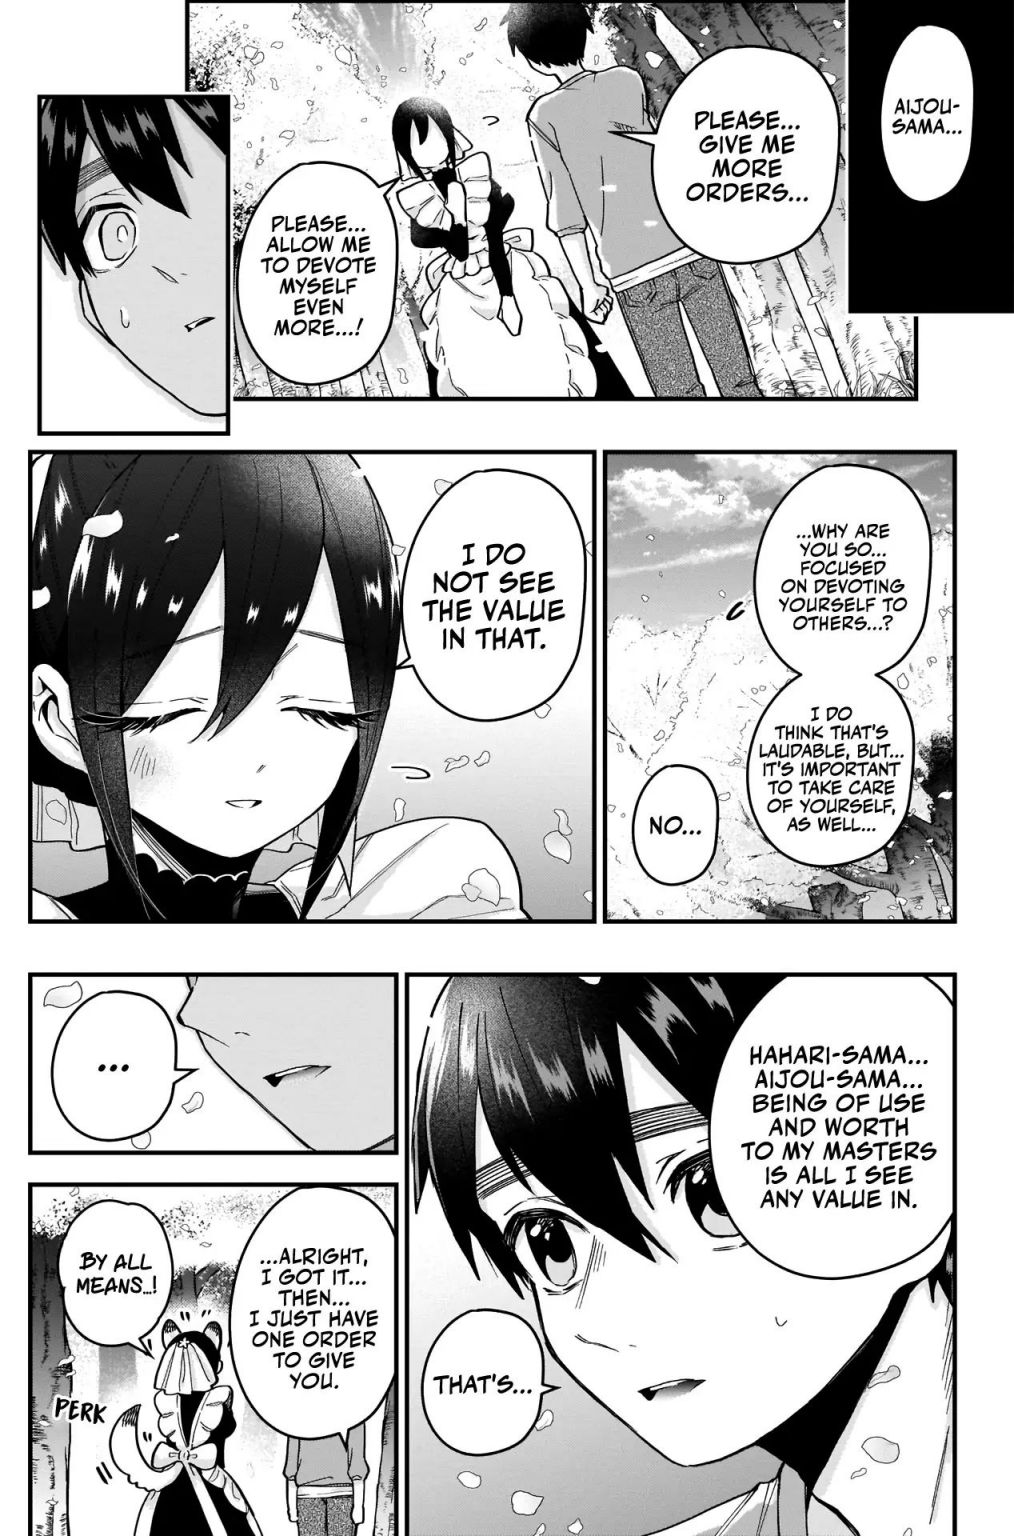 AIJOU-
SAMA...
PLEASE...
GIVE ME
MORE
ORDERS...
PLEASE...
ALLOW ME
TO DEVOTE
MYSELF
EVEN
MORE...!
...WHY ARE
YOU SO...
FOCUSED
ON DEVOTING
YOURSELF TO
OTHERS...?
I DO
THINK THAT'S
LAUDABLE, BUT...
IT'S IMPORTANT
TO TAKE CARE
OF YOURSELF,
AS WELL...
NO...
I DO
NOT SEE
THE VALUE
IN THAT.
HAHARI-SAMA...
AIJOU-SAMA...
BEING OF USE
AND WORTH
TO MY MASTERS
IS ALL I SEE
ANY VALUE IN.
THAT'S...
...
...ALRIGHT,
I GOT IT...
THEN...
I JUST HAVE
ONE ORDER
TO GIVE
YOU.
BY ALL
MEANS...!
PERK